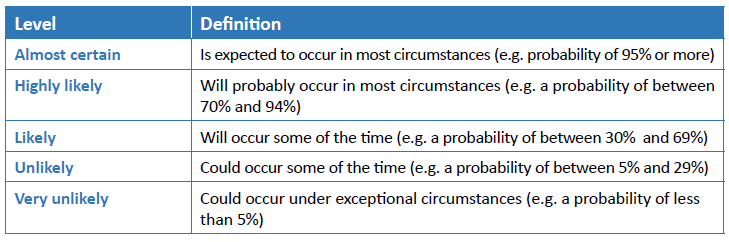 Level Definition
Almost certain Is expected to occur in most circumstances (e.g. probability of 95% or more)
Highly likely Will probably occur in most circumstances (e.g. a probability of between
70% and 94%)
Likely Will occur some of the time (e.g. a probability of between 30% and 69%)
Unlikely Could occur some of the time (e.g. a probability of between 5% and 29%)
Very unlikely Could occur under exceptional circumstances (e.g. a probability of less
than 5%)